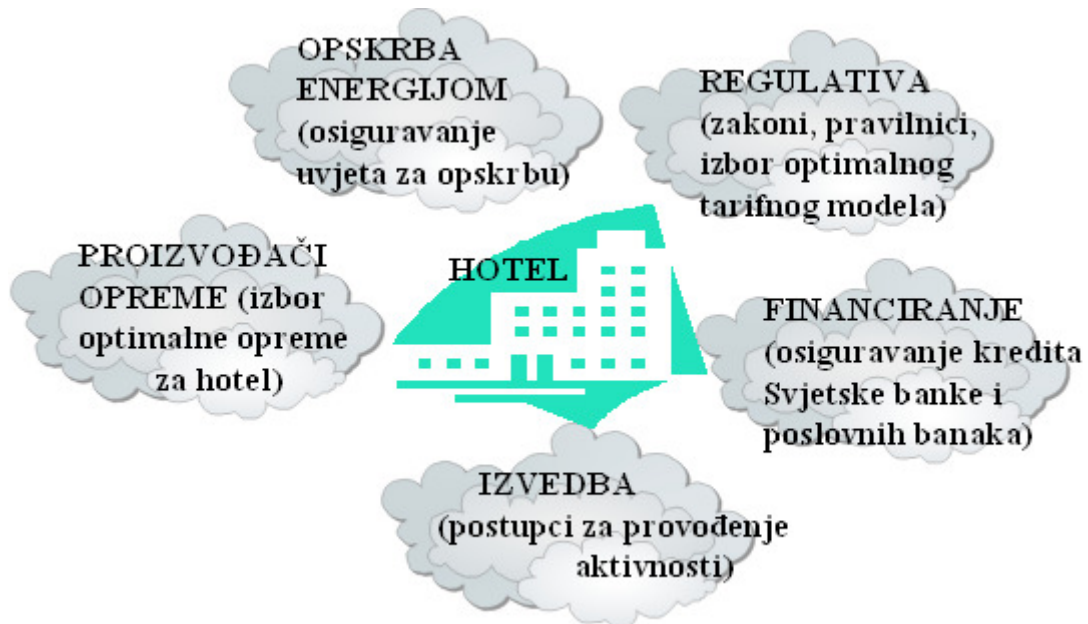 OPSKRBA
ENERGIJOM
(osiguravanje
uvjeta za opskrbu)
REGULATIVA
(zakoni, pravilnici,
izbor optimalnog
tarifnog modela)
PROIZVOĐAČI
OPREME (izbor
optimalne opreme
za hotel)
HOTEL
FINANCIRANJE
(osiguravanje kredita
Svjetske banke i
poslovnih banaka)
IZVEDBA
(postupci za provođenje
aktivnosti)